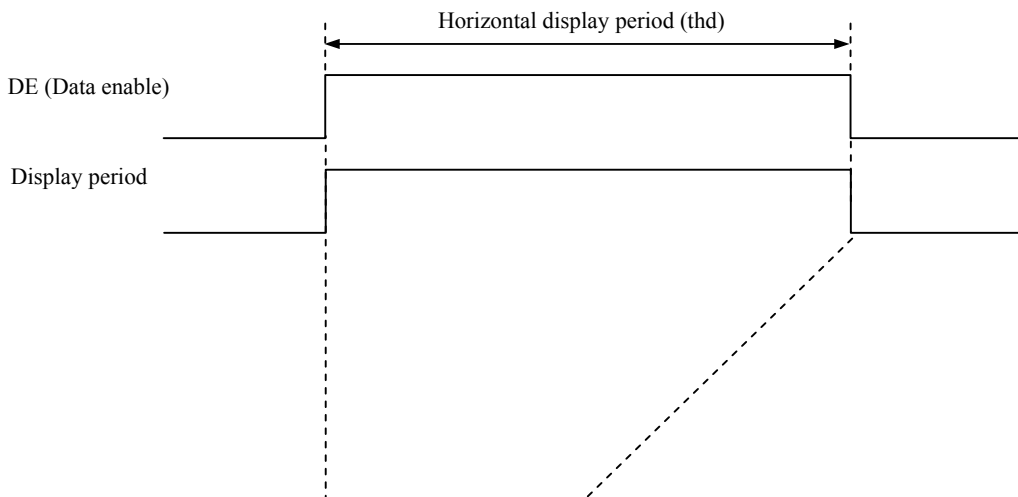 Horizontal display period (thd)
DE (Data enable)
Display period